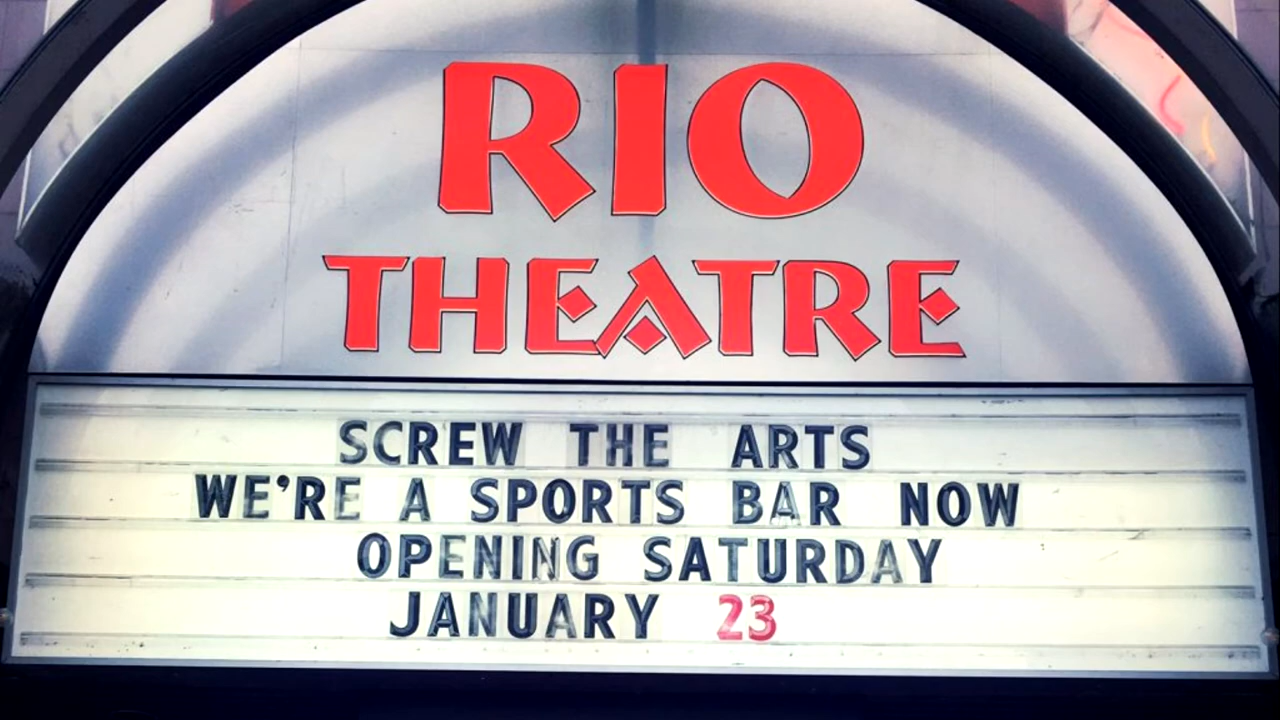 RIO
THEATRE
SCREW THE ARTS
WE'RE A SPORTS BAR NOW
OPENING SATURDAY
JANUARY 23